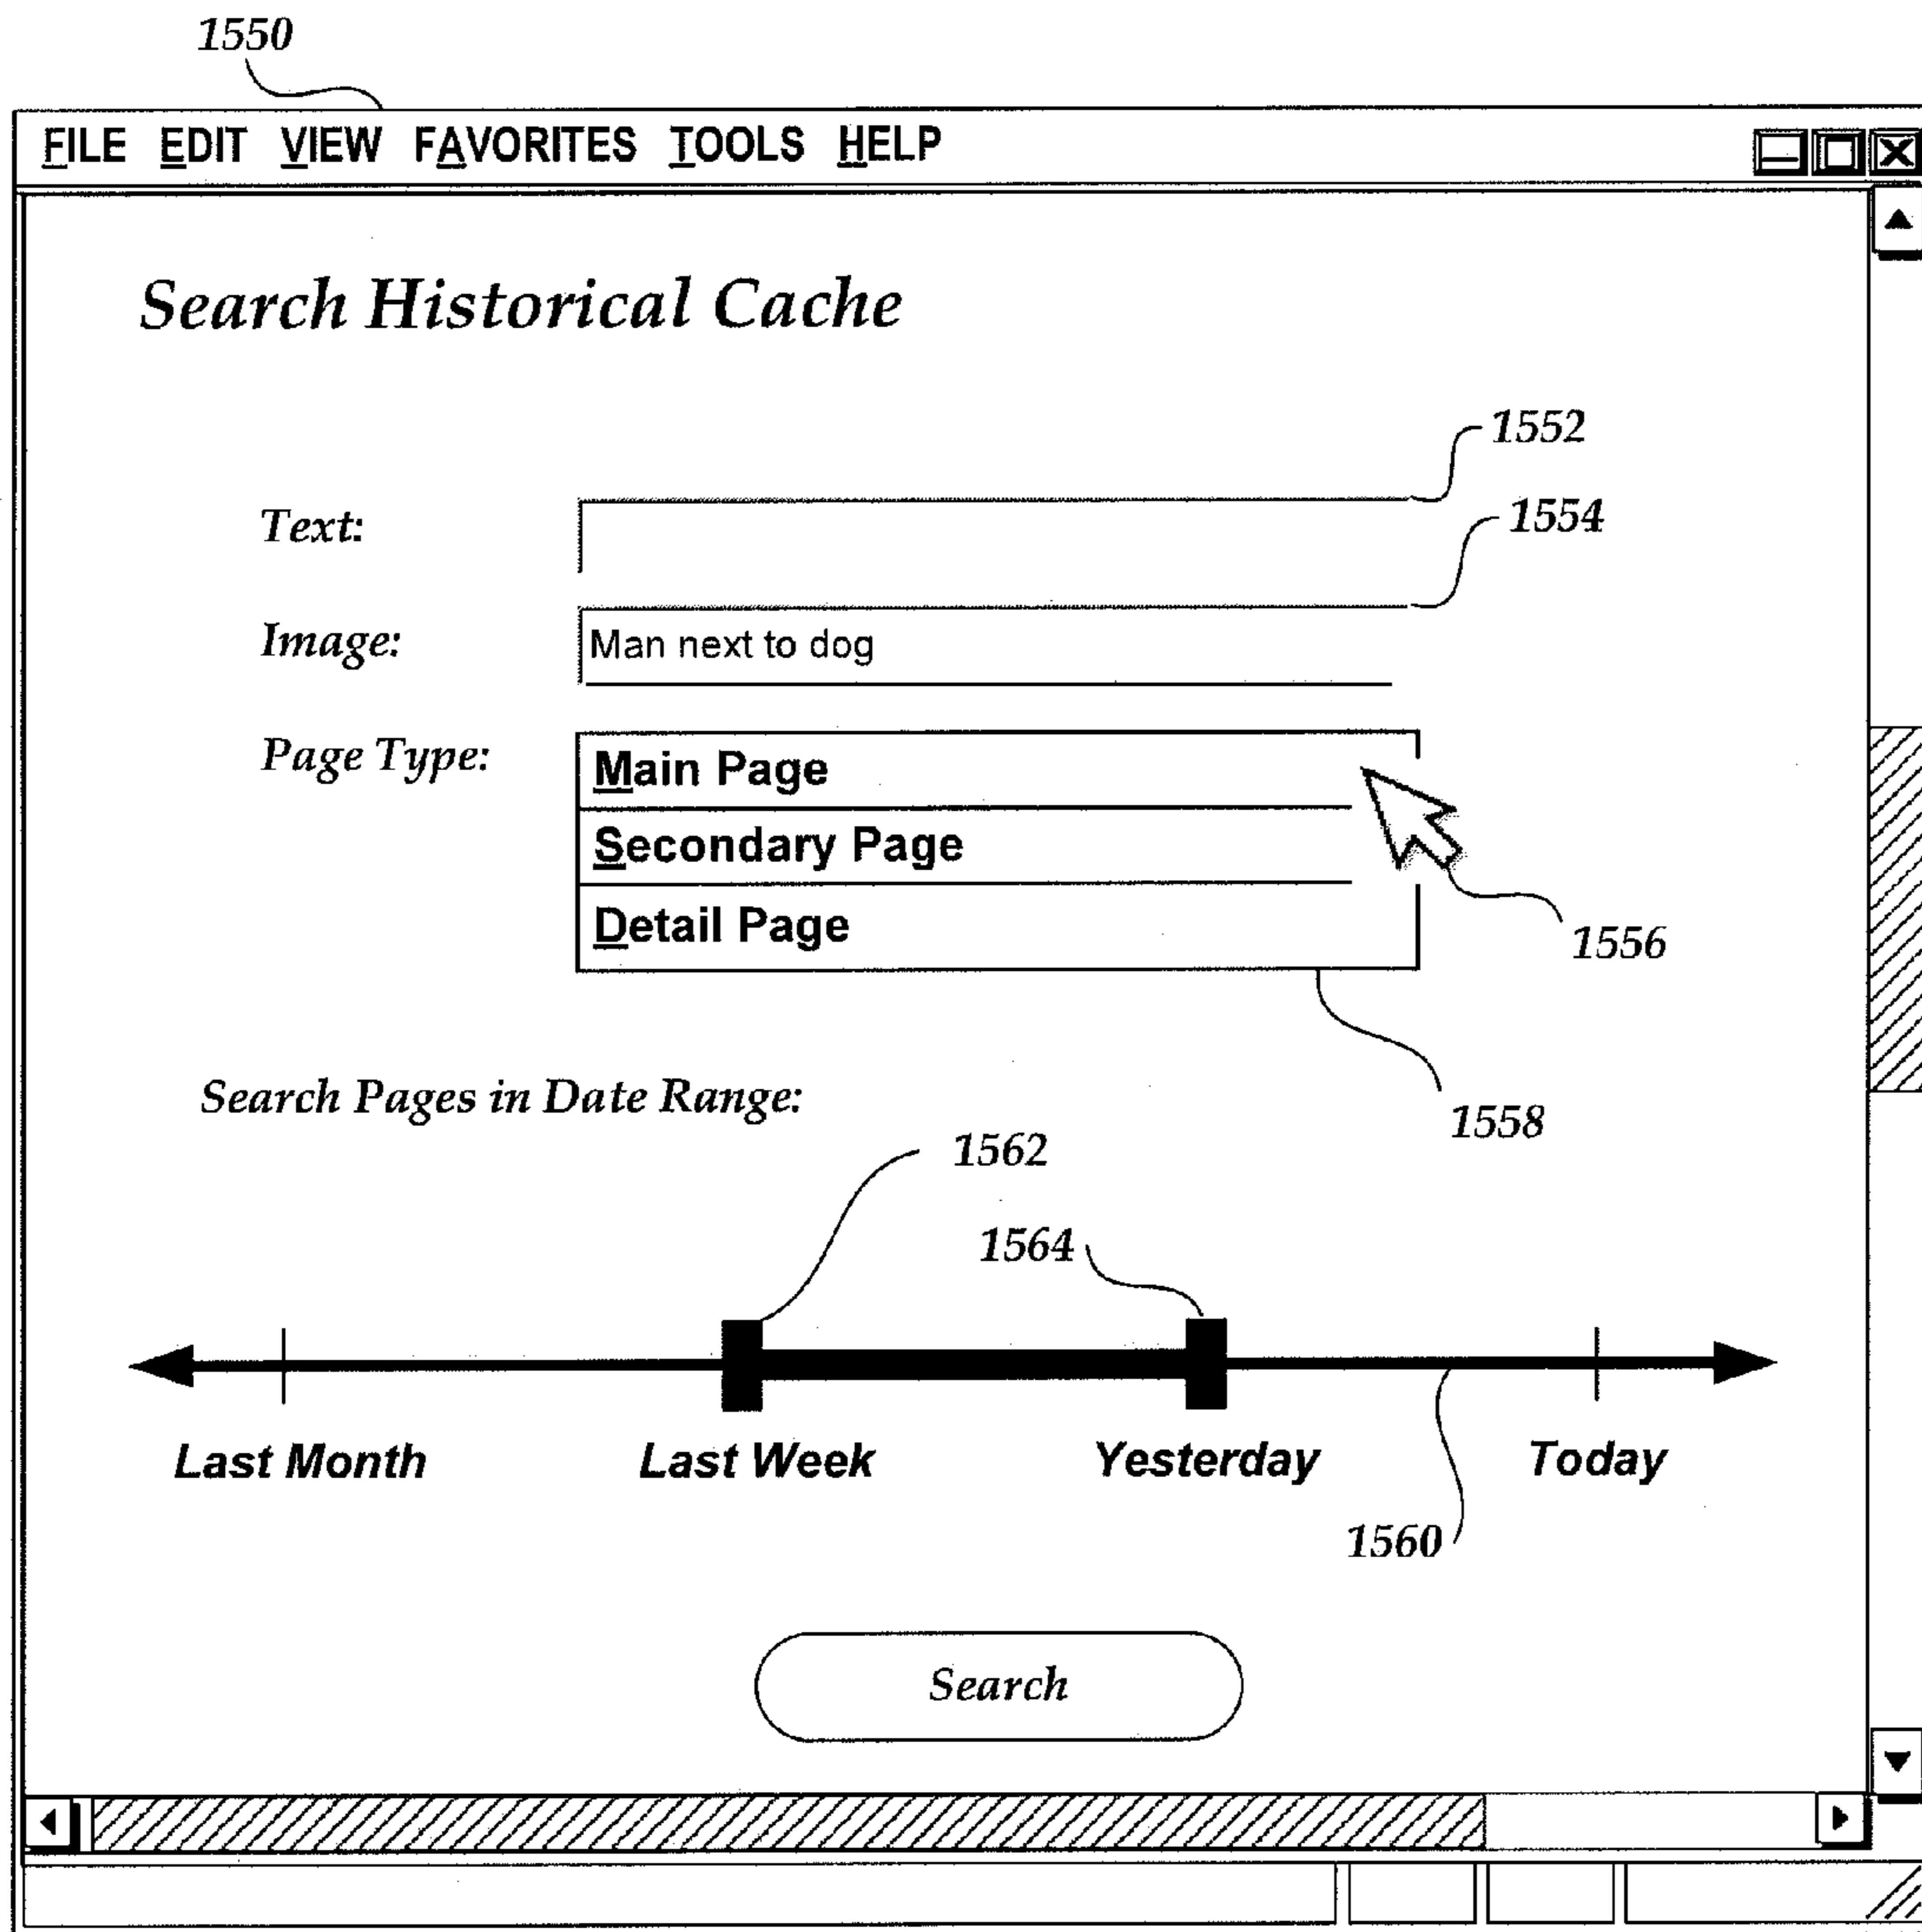 1550
FILE EDIT VIEW FAVORITES TOOLS HELP
Search Historical Cache
1552
Text:
1554
Image: Man next to dog
Page Type: Main Page
Secondary Page
Detail Page
1556
1558
Search Pages in Date Range:
1562
1564
Last Month Last Week Yesterday Today
1560
Search